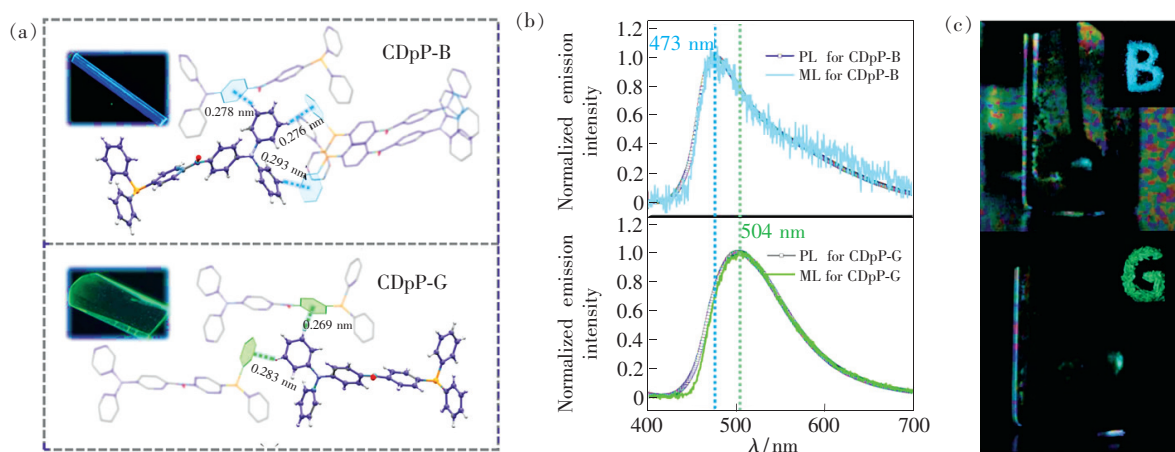 (a)
CDpP-B
0.278 nm
0.276 nm
0.293 nm
CDpP-G
0.269 nm
0.283 nm
(b)
Normalized emission
intensity
1.2
1.0
0.8
0.6
0.4
0.2
0
473 nm
PL for CDpP-B
ML for CDpP-B
Normalized emission
intensity
1.2
1.0
0.8
0.6
0.4
0.2
0
504 nm
PL for CDpP-G
ML for CDpP-G
400
500
600
700
λ/nm
(c)
B
G